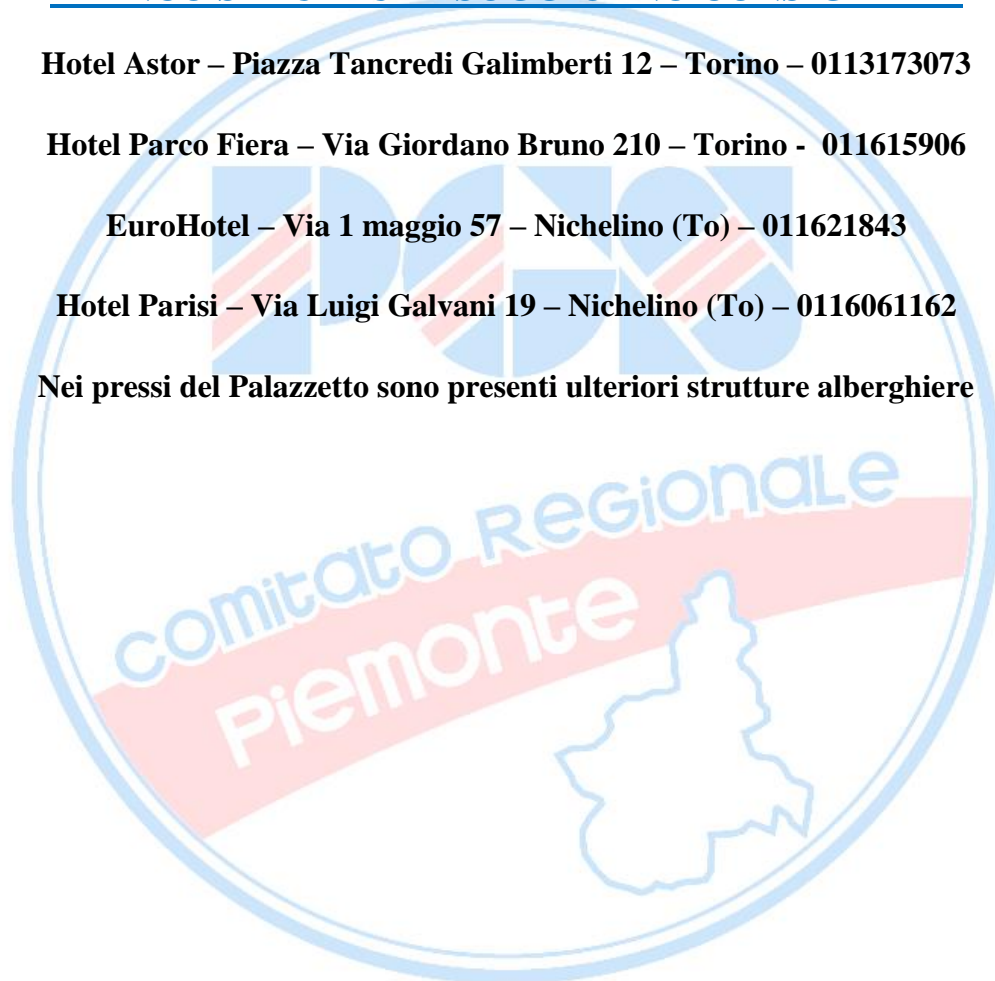 Hotel Astor – Piazza Tancredi Galimberti 12 – Torino – 0113173073
Hotel Parco Fiera – Via Giordano Bruno 210 – Torino - 011615906
EuroHotel – Via 1 maggio 57 – Nichelino (To) – 011621843
Hotel Parisi – Via Luigi Galvani 19 – Nichelino (To) – 0116061162
Nei pressi del Palazzetto sono presenti ulteriori strutture alberghiere
PGS
comitato Regionale
Piemonte